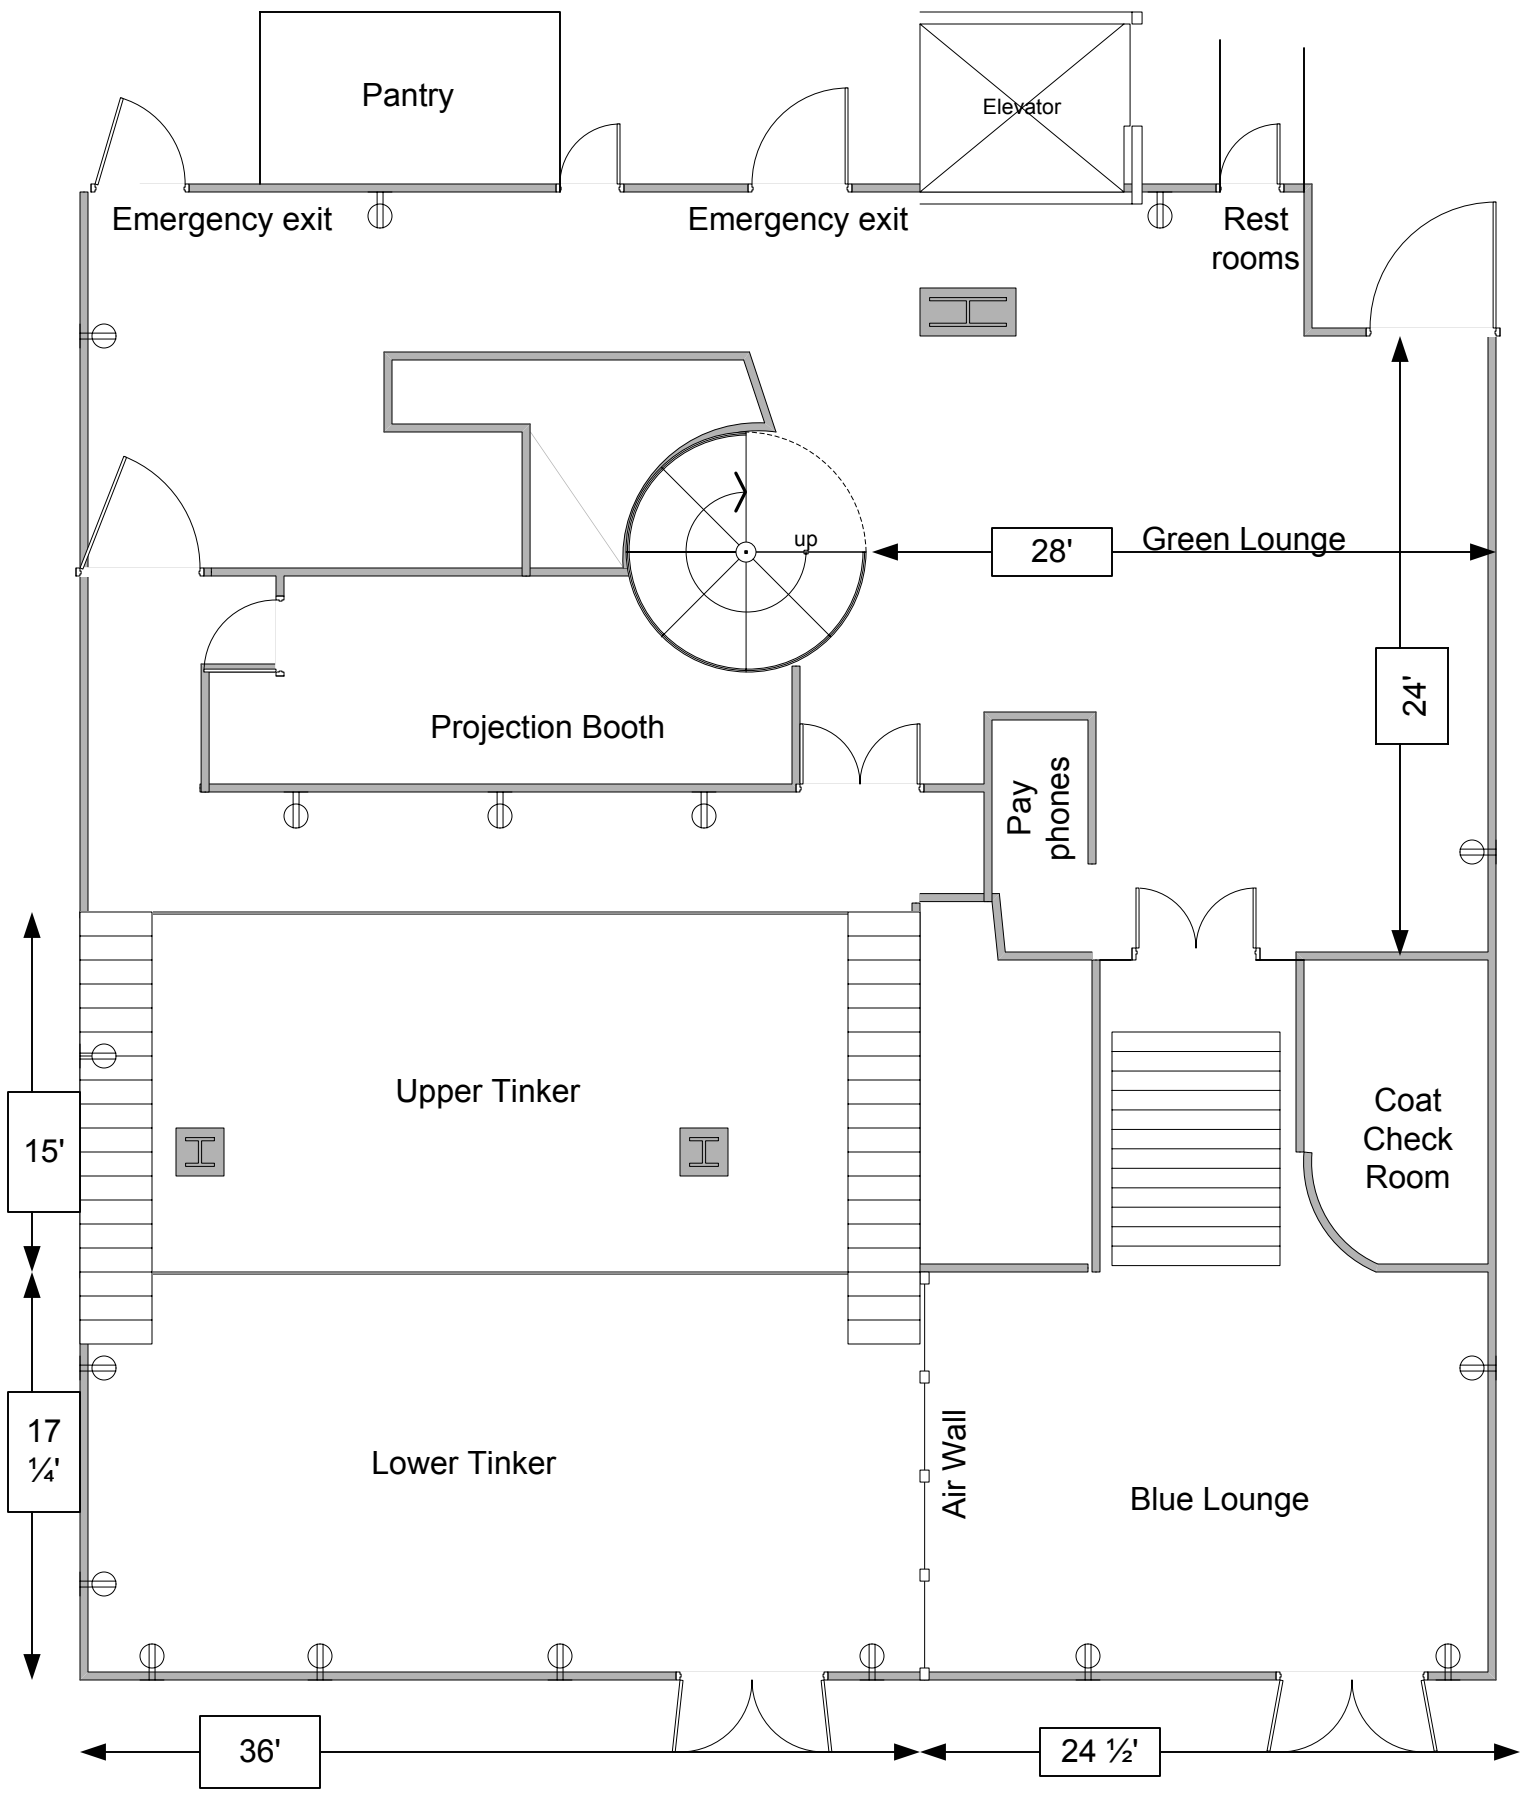 Pantry
Elevator
Emergency exit
Emergency exit
Rest
rooms
up
28'
Green Lounge
24'
Projection Booth
Pay
phones
Upper Tinker
15'
Coat
Check
Room
17
¼'
Lower Tinker
Air Wall
Blue Lounge
36'
24 ½'